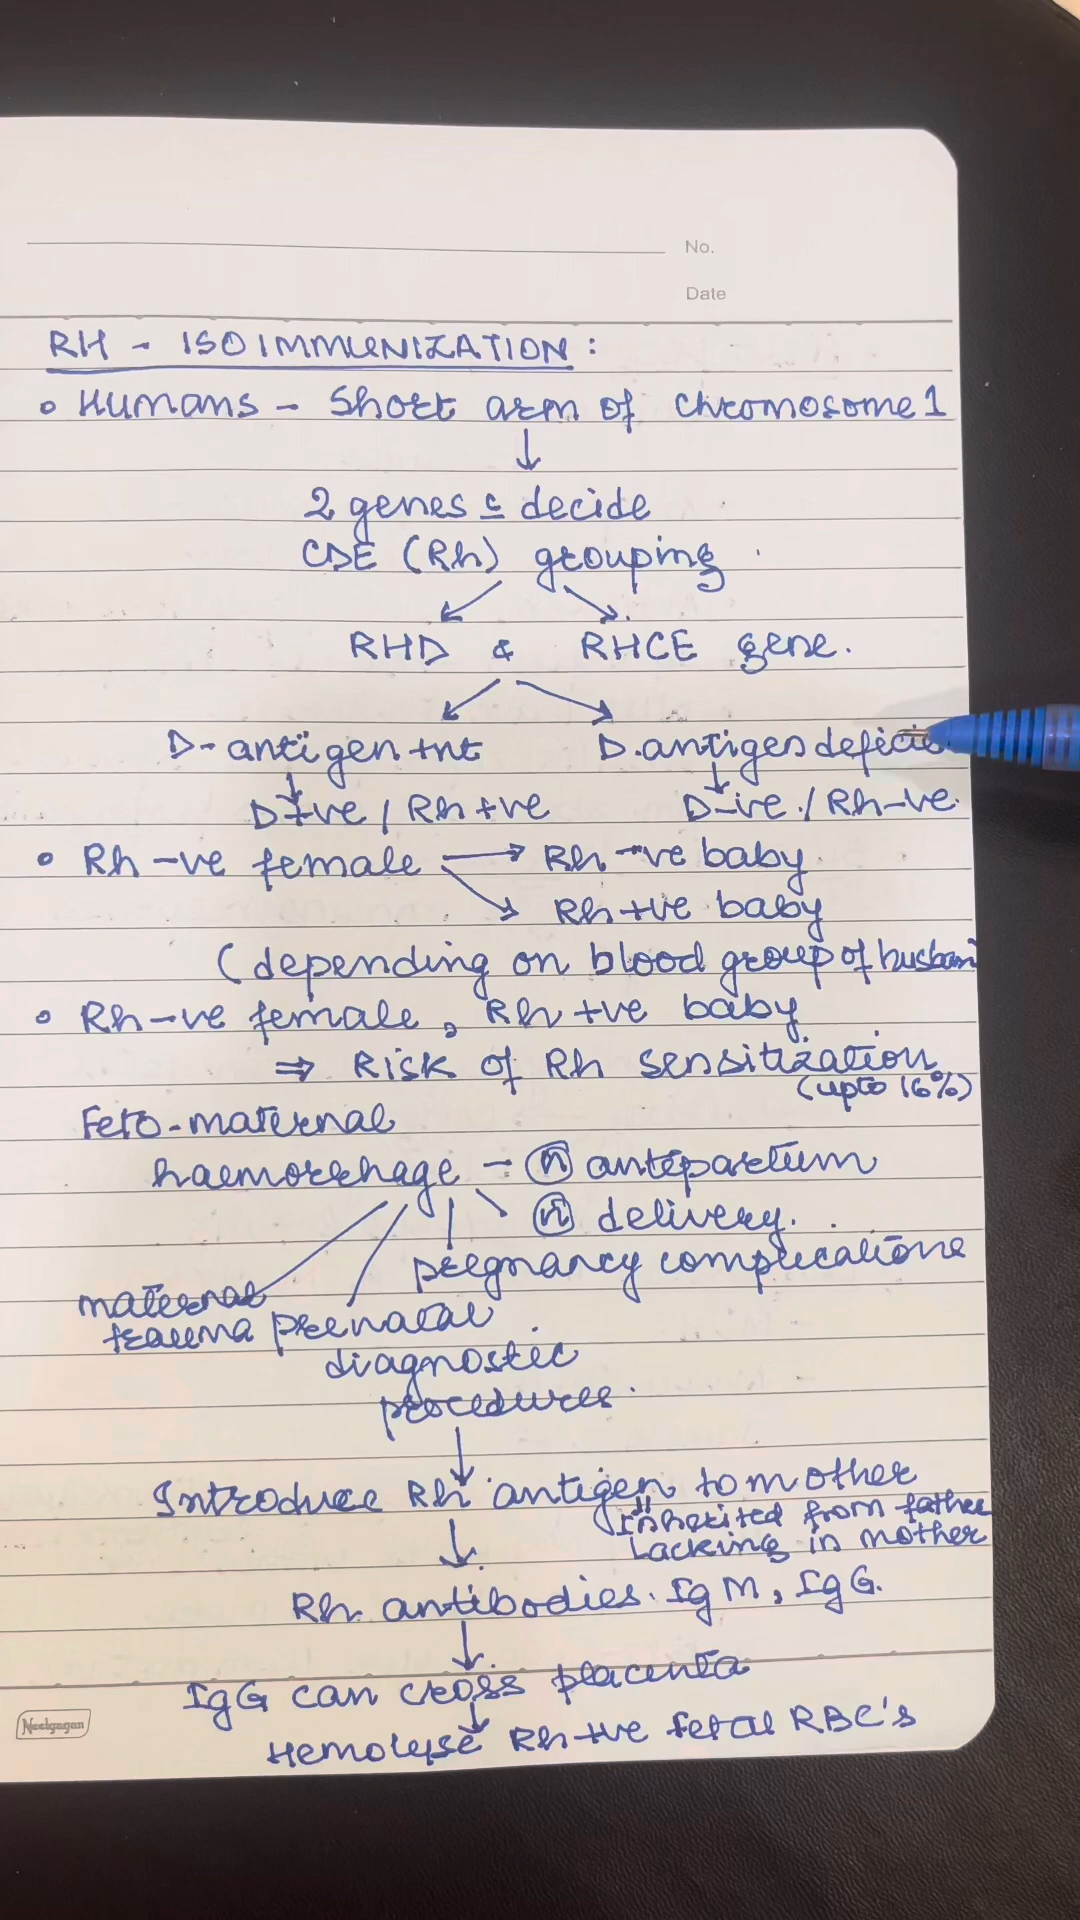 No.
Date
RH - ISOIMMUNIZATION :
• Humans - Short arm of chromosome 1
↓
2 genes c̄ decide
CDE (Rh) grouping
RHD & RHCE gene.
D-antigen +nt D.antigen defici
D+ve / Rh+ve D-ve / Rh-ve
• Rh -ve female → Rh -ve baby
→ Rh +ve baby
(depending on blood group of husban
• Rh-ve female, Rh +ve baby
⇒ Risk of Rh sensitization
(upto 16%)
Feto-maternal
haemorrhage - ⓝ antepartum
ⓝ delivery.
pregnancy complications
maternal
trauma prenatal
diagnostic
procedures.
↓
Introduce Rh antigen to mother
Inherited from father
Lacking in mother
↓
Rh antibodies. IgM, IgG.
↓
IgG can cross placenta
↓
Hemolyse Rh+ve fetal RBC's
Neelgagan